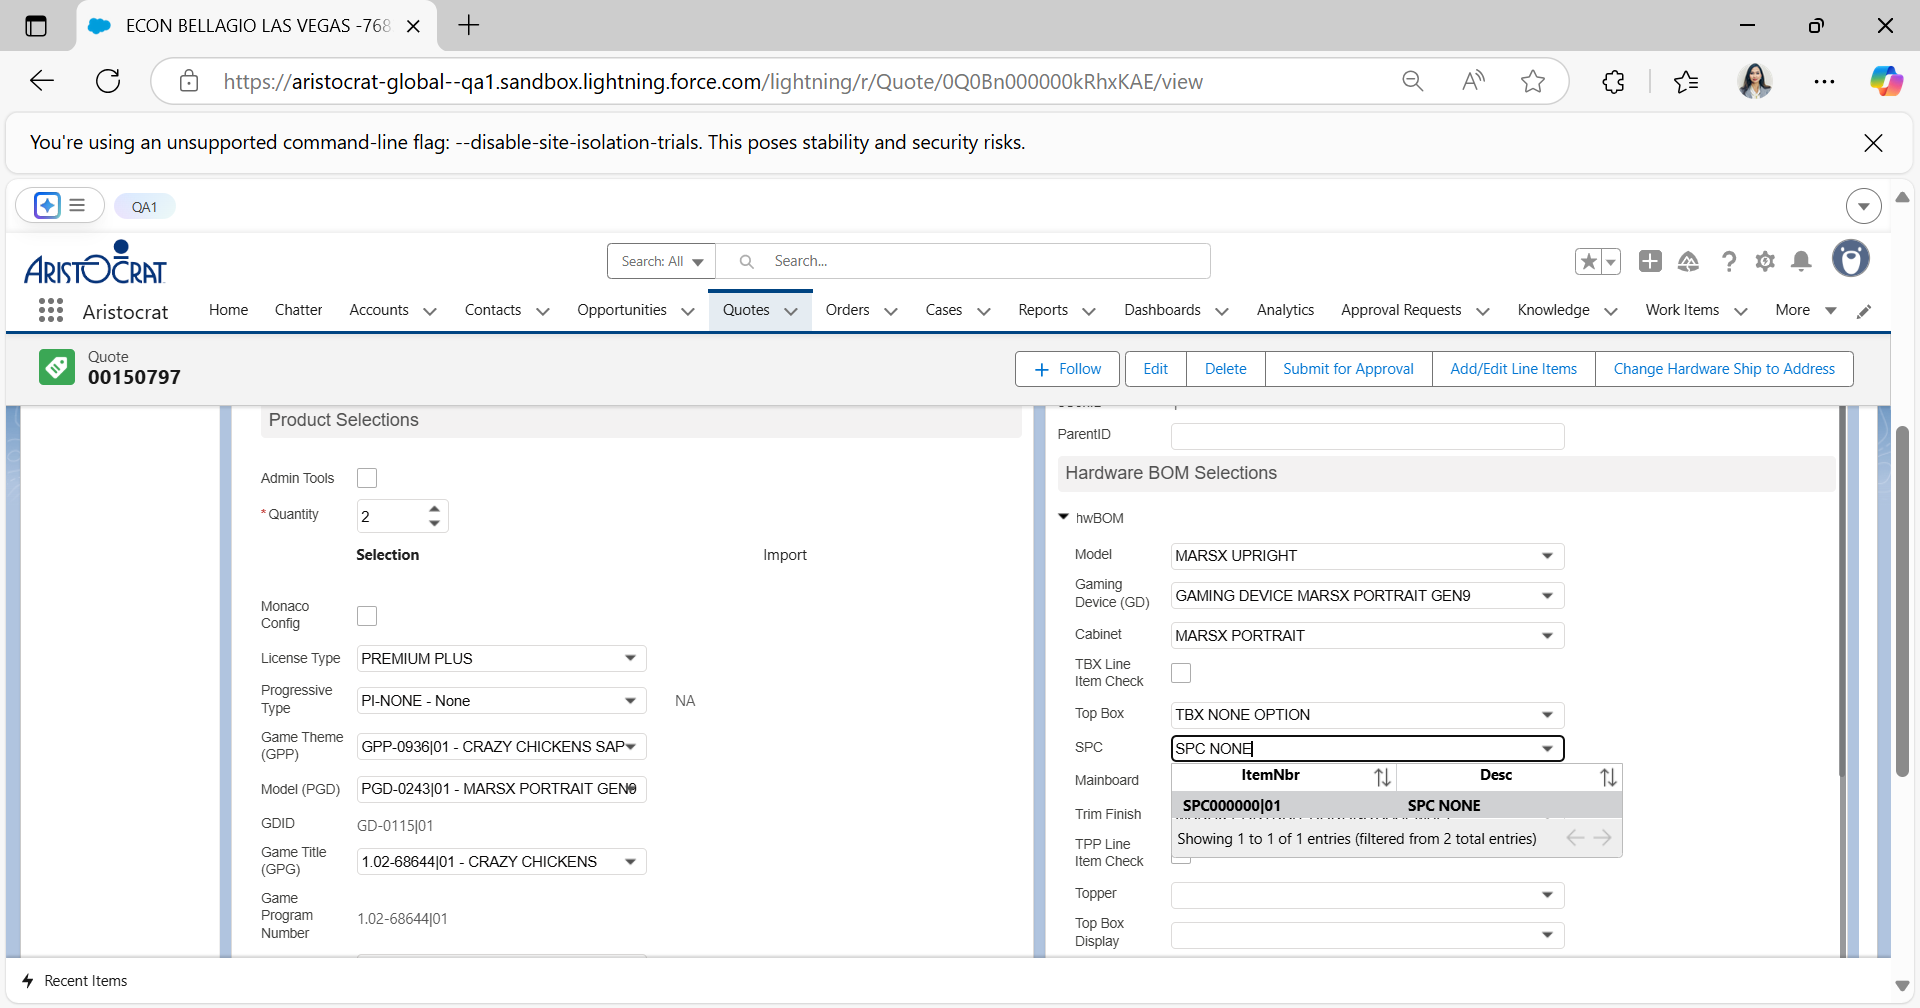 ECON BELLAGIO LAS VEGAS -768
https://aristocrat-global--qa1.sandbox.lightning.force.com/lightning/r/Quote/0Q0Bn000000kRhxKAE/view
You're using an unsupported command-line flag: --disable-site-isolation-trials. This poses stability and security risks.
QA1
ARISTOCRAT
Search: All
Search...
Aristocrat
Home
Chatter
Accounts
Contacts
Opportunities
Quotes
Orders
Cases
Reports
Dashboards
Analytics
Approval Requests
Knowledge
Work Items
More
Quote
00150797
Follow
Edit
Delete
Submit for Approval
Add/Edit Line Items
Change Hardware Ship to Address
Product Selections
Admin Tools
*Quantity
2
Selection
Import
Monaco
Config
License Type
PREMIUM PLUS
Progressive
Type
PI-NONE - None
NA
Game Theme
(GPP)
GPP-0936|01 - CRAZY CHICKENS SAP
Model (PGD)
PGD-0243|01 - MARSX PORTRAIT GEN9
GDID
GD-0115|01
Game Title
(GPG)
1.02-68644|01 - CRAZY CHICKENS
Game
Program
Number
1.02-68644|01
ParentID
Hardware BOM Selections
hwBOM
Model
MARSX UPRIGHT
Gaming
Device (GD)
GAMING DEVICE MARSX PORTRAIT GEN9
Cabinet
MARSX PORTRAIT
TBX Line
Item Check
Top Box
TBX NONE OPTION
SPC
SPC NONE
ItemNbr
Desc
Mainboard
SPC000000|01
SPC NONE
Trim Finish
Showing 1 to 1 of 1 entries (filtered from 2 total entries)
TPP Line
Item Check
Topper
Top Box
Display
Recent Items